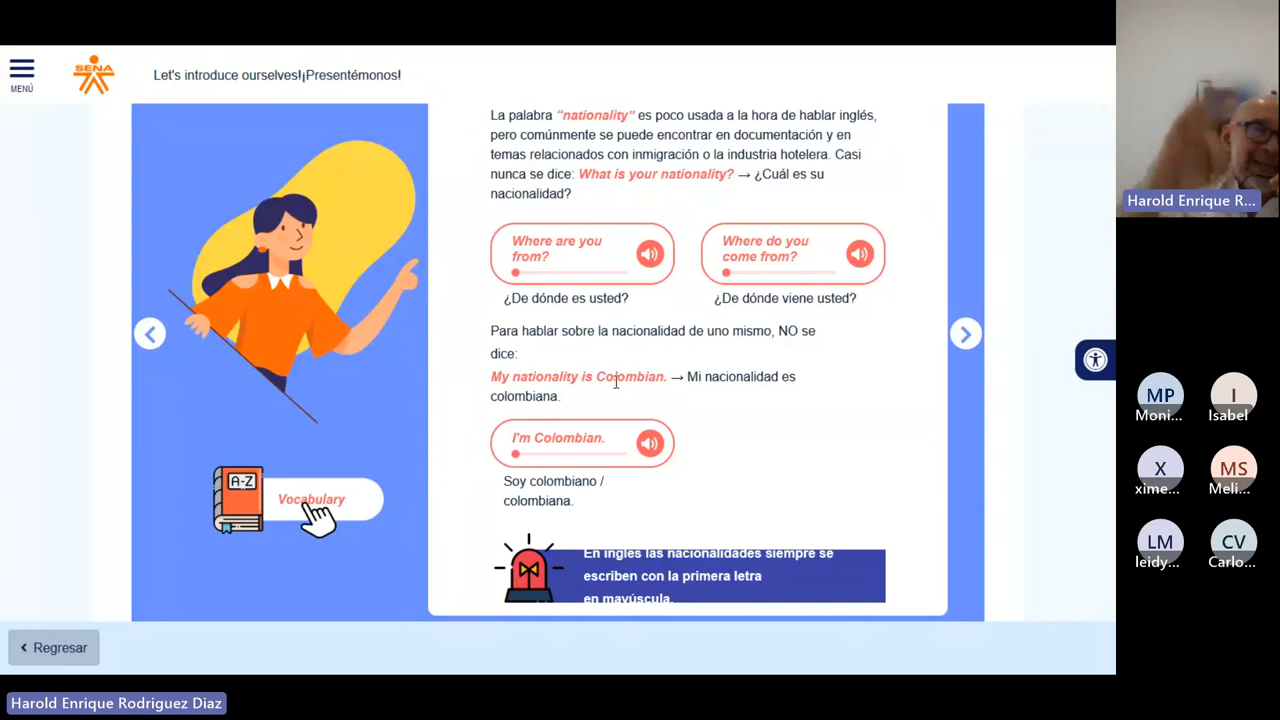 MENÚ
SENA
Let's introduce ourselves!¡Presentémonos!
La palabra "nationality" es poco usada a la hora de hablar inglés,
pero comúnmente se puede encontrar en documentación y en
temas relacionados con inmigración o la industria hotelera. Casi
nunca se dice: What is your nationality? → ¿Cuál es su
nacionalidad?
Where are you
from?
¿De dónde es usted?
Where do you
come from?
¿De dónde viene usted?
Para hablar sobre la nacionalidad de uno mismo, NO se
dice:
My nationality is Colombian. → Mi nacionalidad es
colombiana.
I'm Colombian.
Soy colombiano /
colombiana.
A-Z
Vocabulary
En ingles las nacionalidades siempre se
escriben con la primera letra
en mayúscula.
Regresar
Harold Enrique Rodriguez Diaz
Harold Enrique R...
MP
Moni...
I
Isabel
X
xime...
MS
Meli...
LM
leidy...
CV
Carlo...